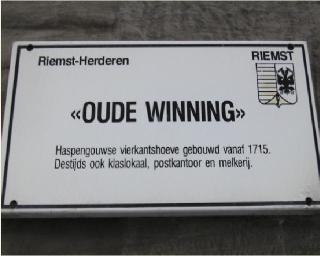 Riemst-Herderen
RIEMST
«OUDE WINNING»
Haspengouwse vierkantshoeve gebouwd vanaf 1715.
Destijds ook klaslokaal, postkantoor en melkerij.